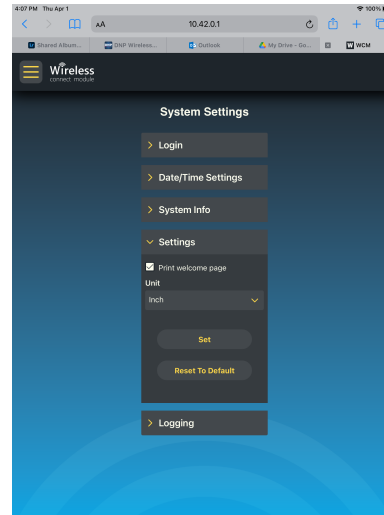 4:07 PM Thu Apr 1
100%
AA
10.42.0.1
Shared Album...
DNP Wireless...
Outlook
My Drive – Go...
WCM
Wireless
connect module
System Settings
Login
Date/Time Settings
System Info
Settings
Print welcome page
Unit
Inch
Set
Reset To Default
Logging